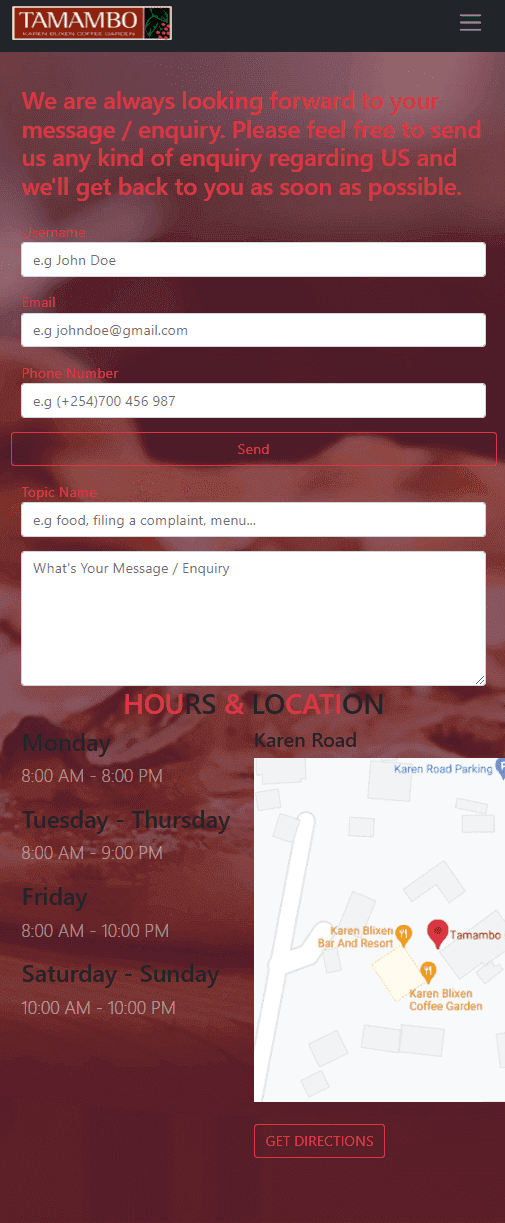 TAMAMBO
KAREN BLIXEN COFFEE GARDEN
We are always looking forward to your
message / enquiry. Please feel free to send
us any kind of enquiry regarding US and
we'll get back to you as soon as possible.
Username
e.g John Doe
Email
e.g johndoe@gmail.com
Phone Number
e.g (+254)700 456 987
Send
Topic Name
e.g food, filing a complaint, menu...
What's Your Message / Enquiry
HOURS & LOCATION
Monday
8:00 AM - 8:00 PM
Tuesday - Thursday
8:00 AM - 9:00 PM
Friday
8:00 AM - 10:00 PM
Saturday - Sunday
10:00 AM - 10:00 PM
Karen Road
Karen Road Parking
P
Karen Blixen
Bar And Resort
Tamambo
Karen Blixen
Coffee Garden
GET DIRECTIONS